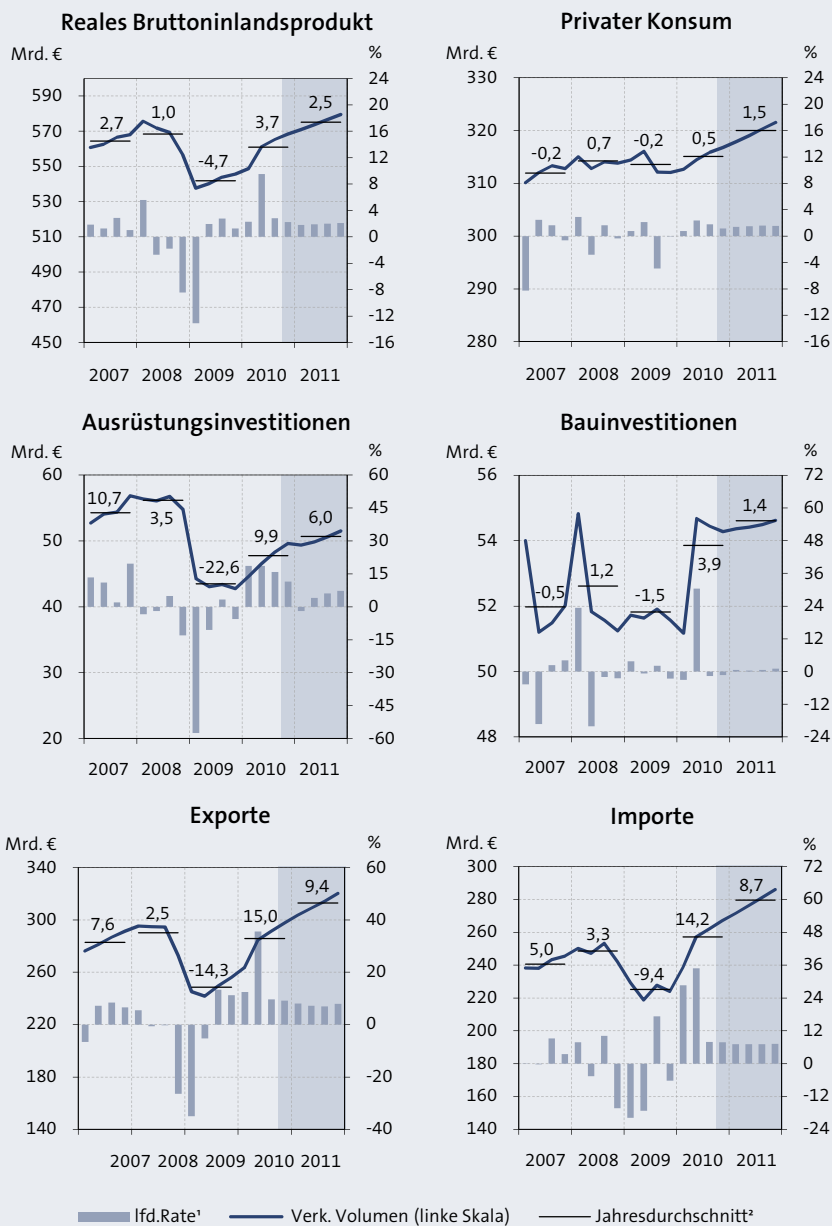 Reales Bruttoinlandsprodukt
Mrd. € %
590 24
570 20
550 16
530 12
510 8
490 4
470 0
450 -4
-8
-12
-16
2,7 1,0 -4,7 3,7 2,5
2007 2008 2009 2010 2011
Privater Konsum
Mrd. € %
330 24
320 20
310 16
300 12
290 8
280 4
0
-4
-8
-12
-16
-0,2 0,7 -0,2 0,5 1,5
2007 2008 2009 2010 2011
Ausrüstungsinvestitionen
Mrd. € %
60 60
50 45
40 30
30 15
20 0
-15
-30
-45
-60
10,7 3,5 -22,6 9,9 6,0
2007 2008 2009 2010 2011
Bauinvestitionen
Mrd. € %
56 72
54 60
52 48
50 36
48 24
12
0
-12
-24
-0,5 1,2 -1,5 3,9 1,4
2007 2008 2009 2010 2011
Exporte
Mrd. € %
340 60
300 40
260 20
220 0
180 -20
140 -40
7,6 2,5 -14,3 15,0 9,4
2007 2008 2009 2010 2011
Importe
Mrd. € %
300 72
280 60
260 48
240 36
220 24
200 12
180 0
160 -12
140 -24
5,0 3,3 -9,4 14,2 8,7
2007 2008 2009 2010 2011
lfd.Rate¹ Verk. Volumen (linke Skala) Jahresdurchschnitt²